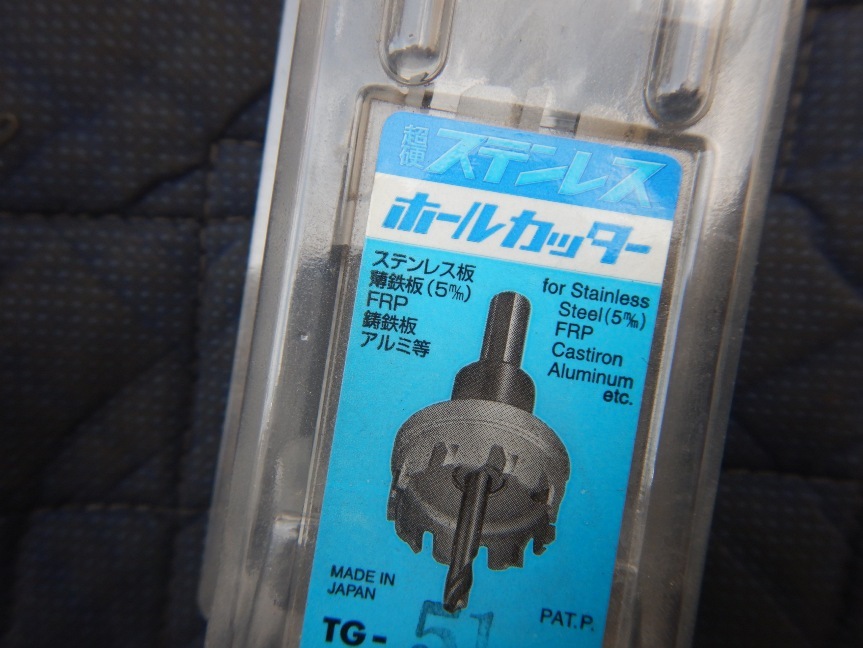 超硬 ステンレス
ホールカッター
ステンレス板
薄鉄板(5㎜)
FRP
鋳鉄板
アルミ等
for Stainless
Steel(5㎜)
FRP
Castiron
Aluminum
etc.
MADE IN
JAPAN
PAT.P.
TG- 51